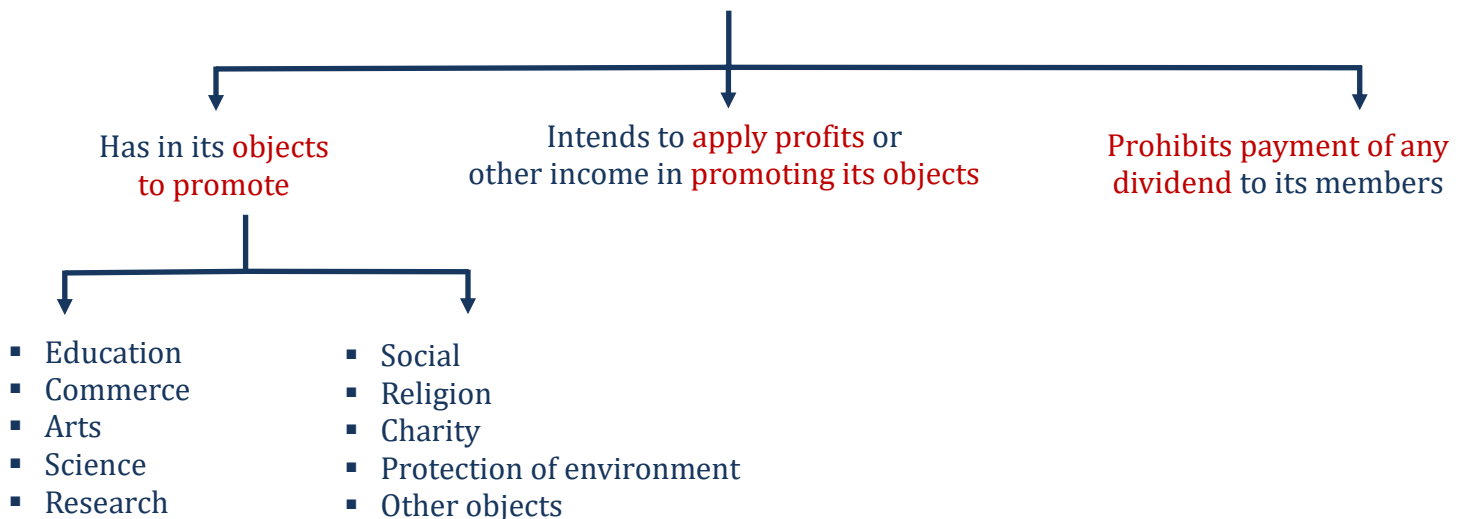 Has in its objects
to promote
Intends to apply profits or
other income in promoting its objects
Prohibits payment of any
dividend to its members
▪ Education
▪ Commerce
▪ Arts
▪ Science
▪ Research
▪ Social
▪ Religion
▪ Charity
▪ Protection of environment
▪ Other objects